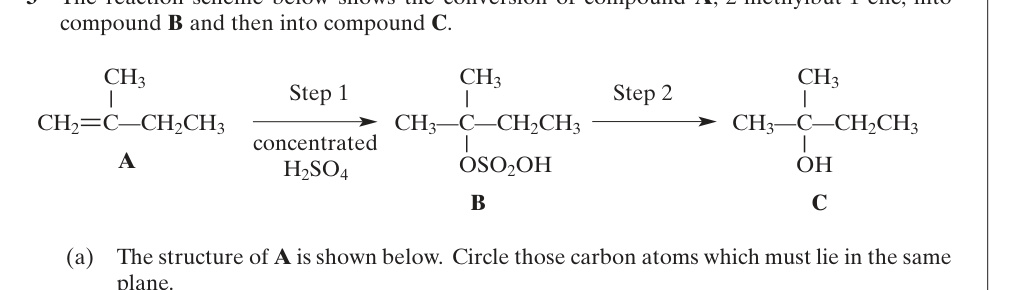 compound B and then into compound C.
CH₃ CH₃ CH₃
Step 1 Step 2
CH₂=C—CH₂CH₃ CH₃—C—CH₂CH₃ CH₃—C—CH₂CH₃
concentrated
A H₂SO₄ OSO₂OH OH
B C
(a) The structure of A is shown below. Circle those carbon atoms which must lie in the same
plane.